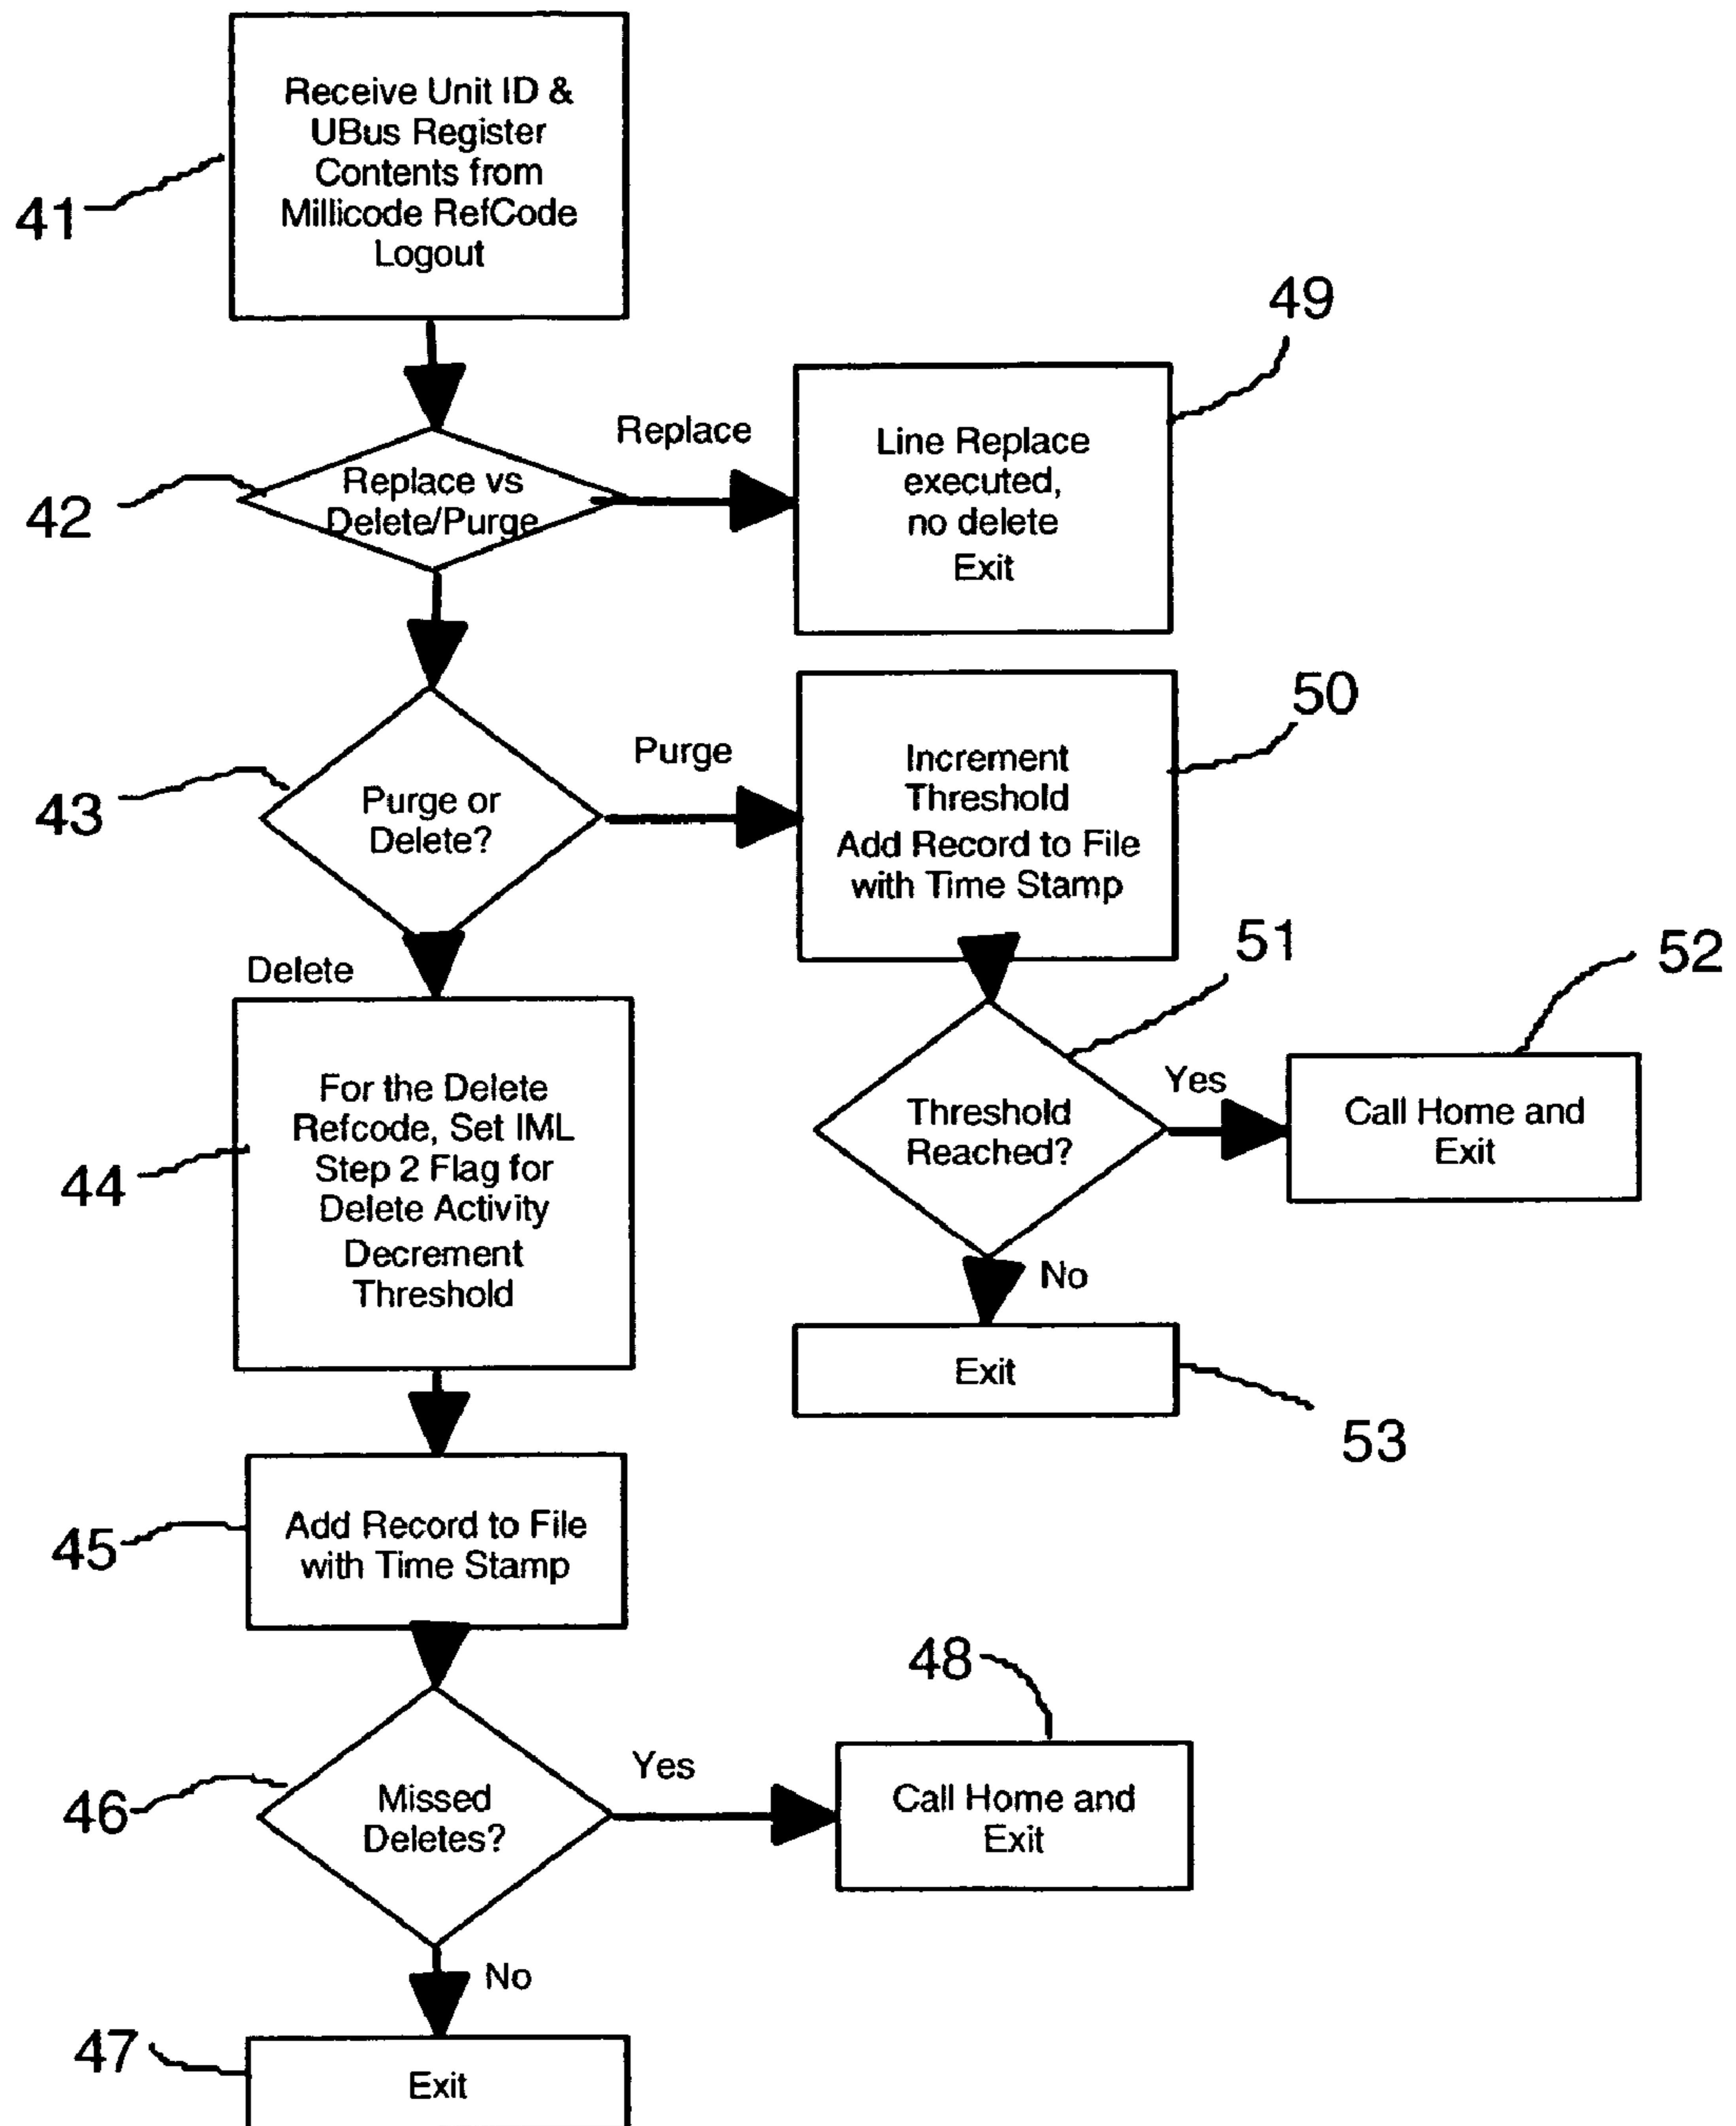 Receive Unit ID &
UBus Register
Contents from
Millicode RefCode
Logout
41
49
Replace
Line Replace
executed,
no delete
Exit
Replace vs
Delete/Purge
42
50
Purge
Increment
Threshold
Add Record to File
with Time Stamp
Purge or
Delete?
43
51
52
Delete
Yes
For the Delete
Refcode, Set IML
Step 2 Flag for
Delete Activity
Decrement
Threshold
44
Threshold
Reached?
Call Home and
Exit
No
Exit
53
Add Record to File
with Time Stamp
45
48
Yes
Missed
Deletes?
46
Call Home and
Exit
No
47
Exit